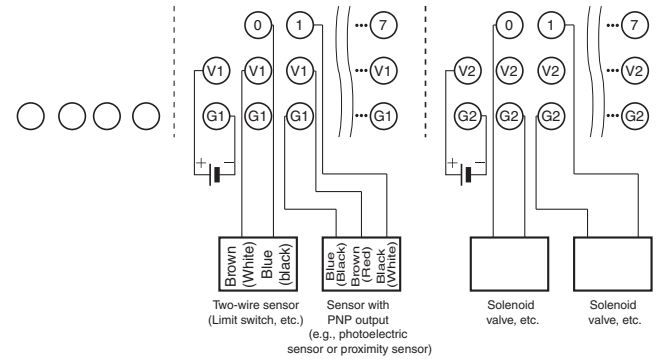 0 1 ••• 7 0 1 ••• 7
V1 V1 V1 ••• V1 V2 V2 V2 ••• V2
G1 G1 G1 ••• G1 G2 G2 G2 ••• G2
+ − + −
Brown
(White)
Blue
(black)
Blue
(Black)
Brown
(Red)
Black
(White)
Two-wire sensor
(Limit switch, etc.)
Sensor with
PNP output
(e.g., photoelectric
sensor or proximity sensor)
Solenoid
valve, etc.
Solenoid
valve, etc.